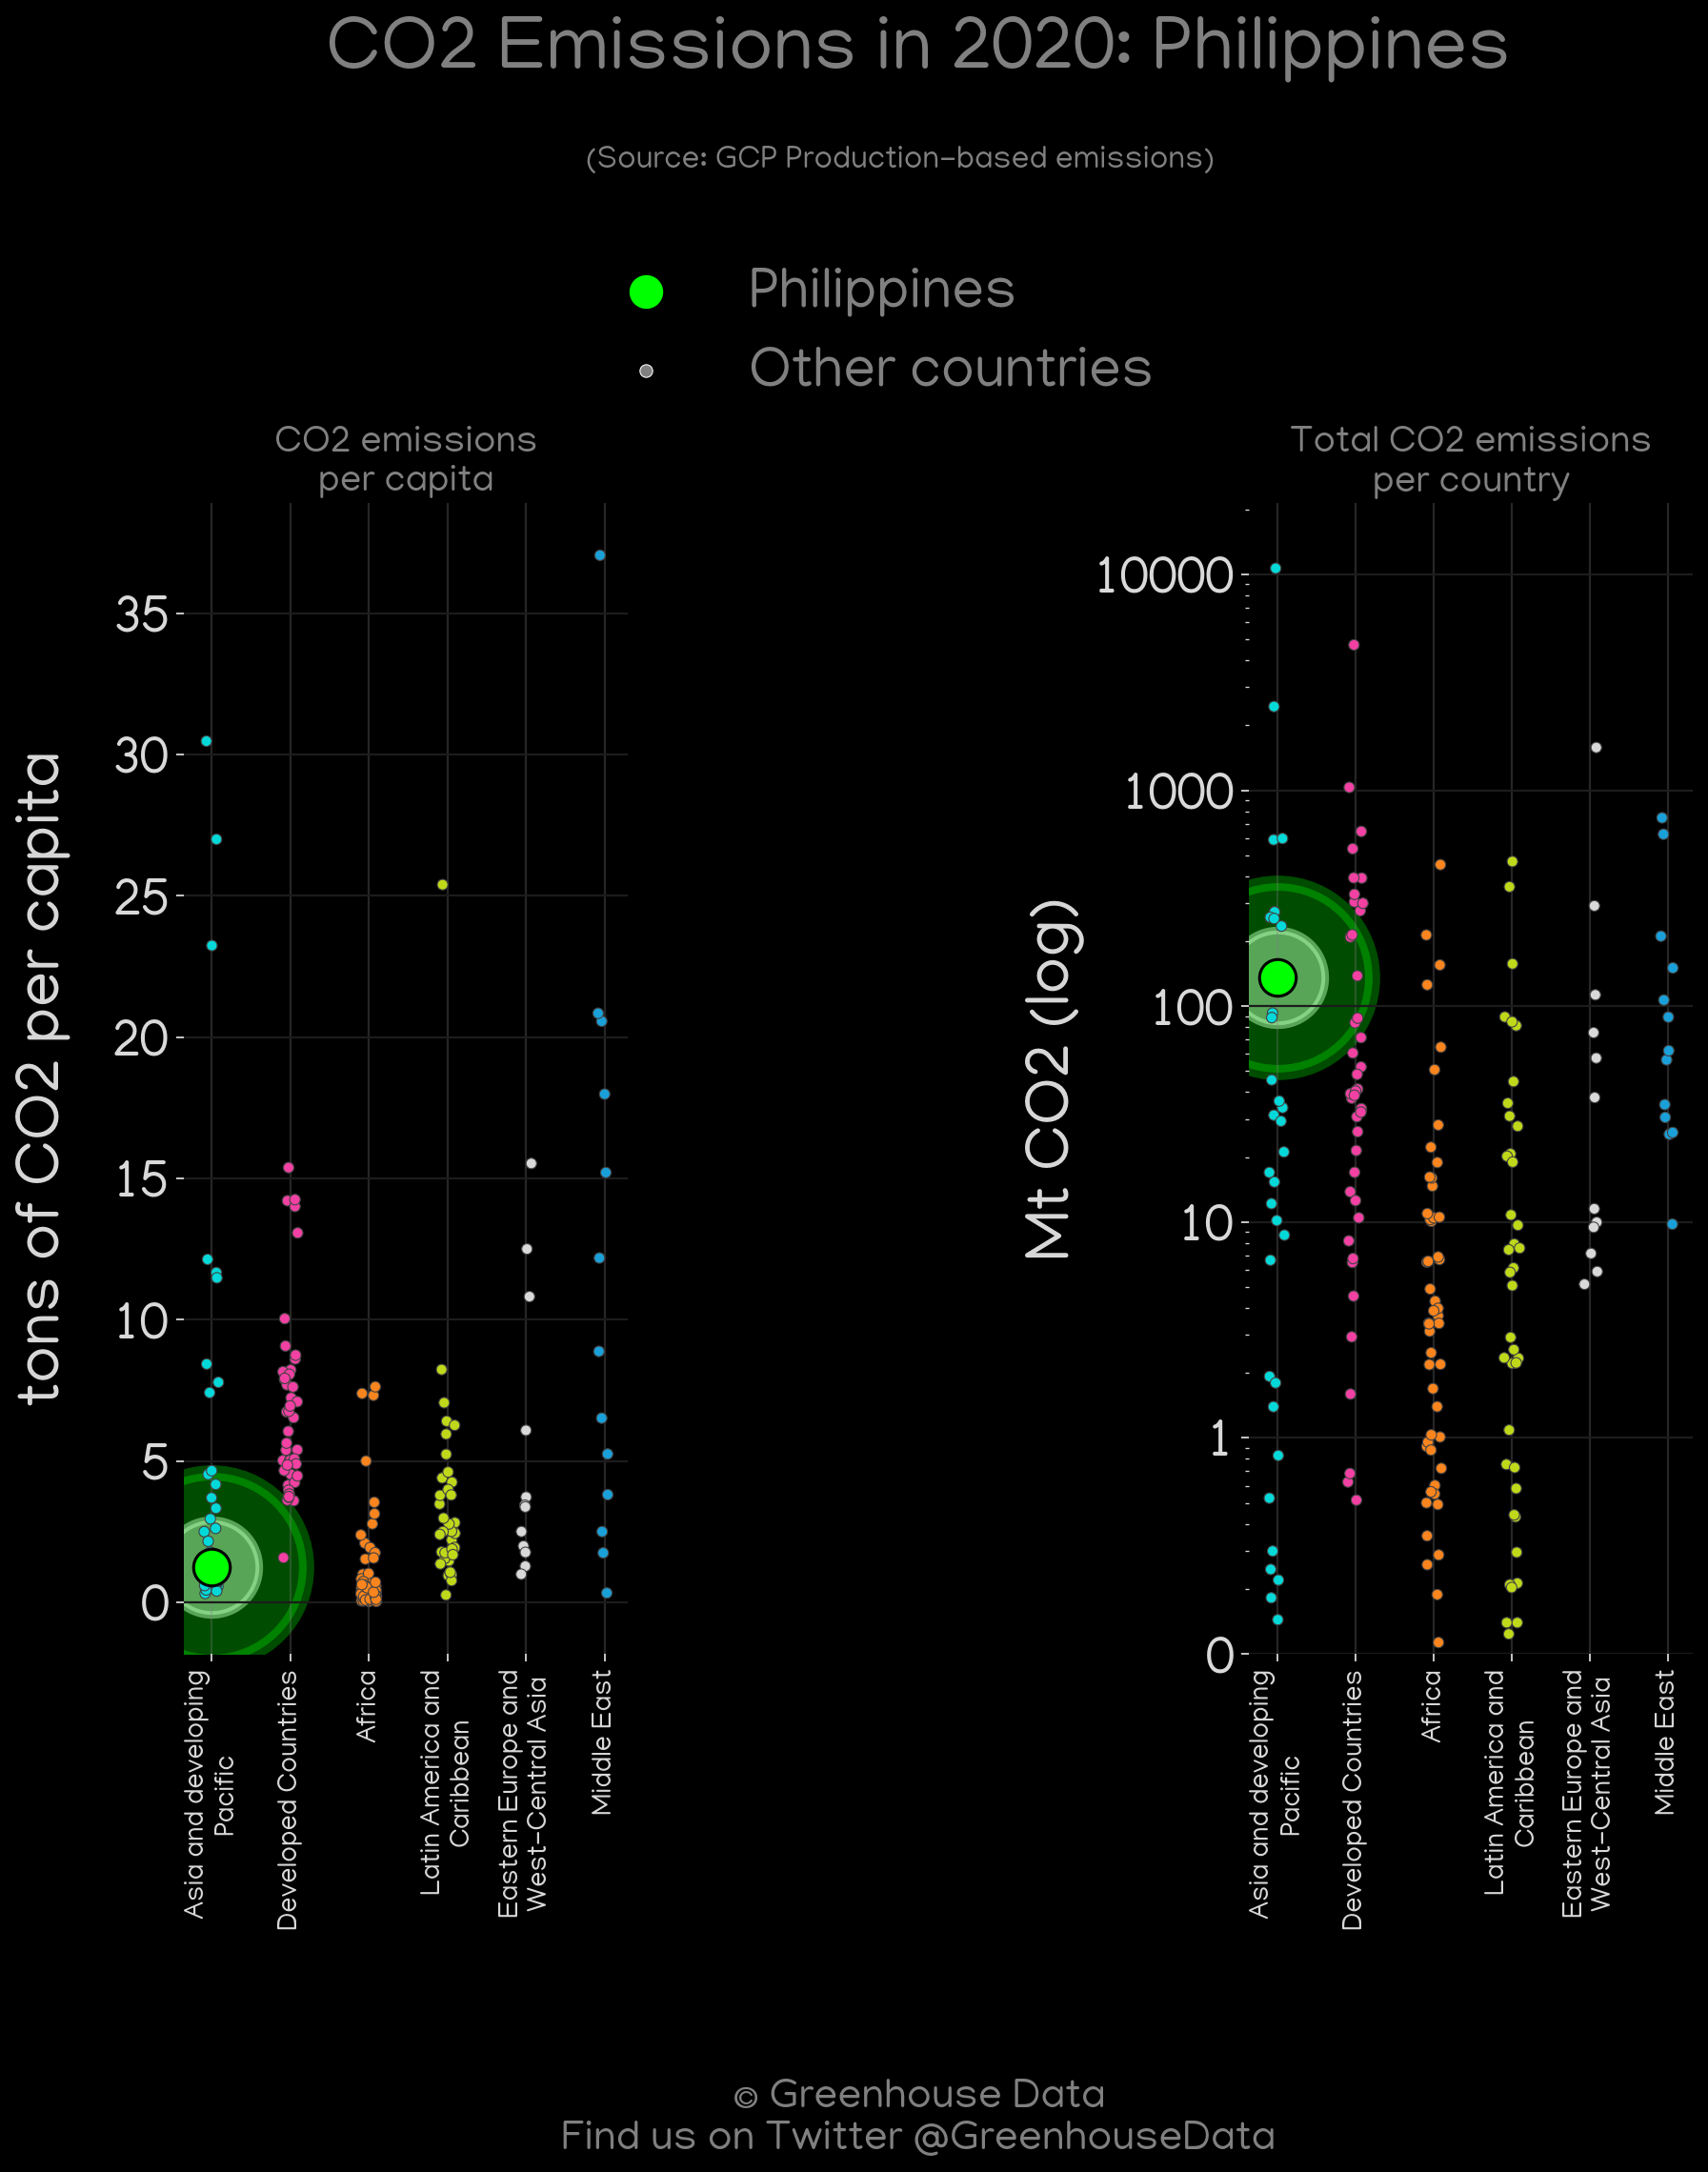 CO2 Emissions in 2020: Philippines
(Source: GCP Production-based emissions)
Philippines
Other countries
CO2 emissions
per capita
tons of CO2 per capita
35
30
25
20
15
10
5
0
Asia and developing
Pacific
Developed Countries
Africa
Latin America and
Caribbean
Eastern Europe and
West-Central Asia
Middle East
Total CO2 emissions
per country
Mt CO2 (log)
10000
1000
100
10
1
0
Asia and developing
Pacific
Developed Countries
Africa
Latin America and
Caribbean
Eastern Europe and
West-Central Asia
Middle East
© Greenhouse Data
Find us on Twitter @GreenhouseData